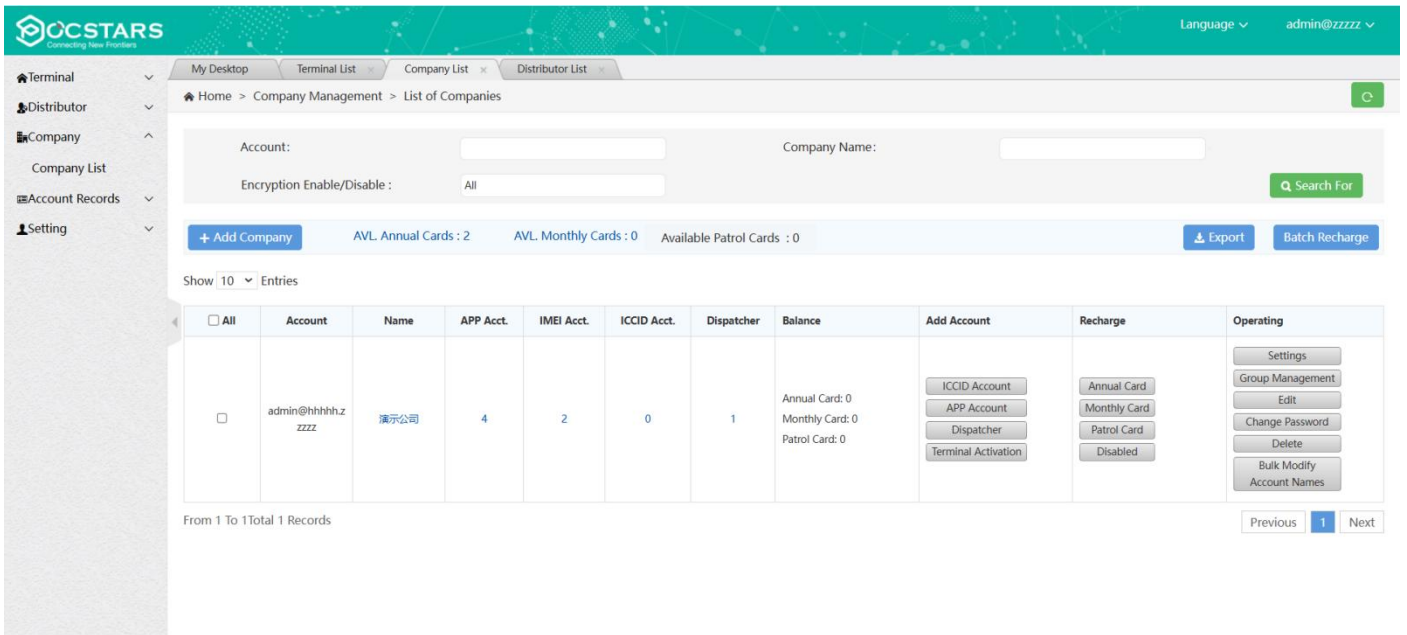 POCSTARS
Connecting New Frontiers
Language
admin@zzzzz
Terminal
Distributor
Company
Company List
Account Records
Setting
My Desktop
Terminal List ×
Company List ×
Distributor List ×
Home > Company Management > List of Companies
Account:
Company Name:
Encryption Enable/Disable :
All
Search For
+ Add Company
AVL. Annual Cards : 2
AVL. Monthly Cards : 0
Available Patrol Cards : 0
Export
Batch Recharge
Show 10 Entries
All
Account
Name
APP Acct.
IMEI Acct.
ICCID Acct.
Dispatcher
Balance
Add Account
Recharge
Operating
admin@hhhhh.z
zzzz
演示公司
4
2
0
1
Annual Card: 0
Monthly Card: 0
Patrol Card: 0
ICCID Account
APP Account
Dispatcher
Terminal Activation
Annual Card
Monthly Card
Patrol Card
Disabled
Settings
Group Management
Edit
Change Password
Delete
Bulk Modify
Account Names
From 1 To 1Total 1 Records
Previous 1 Next